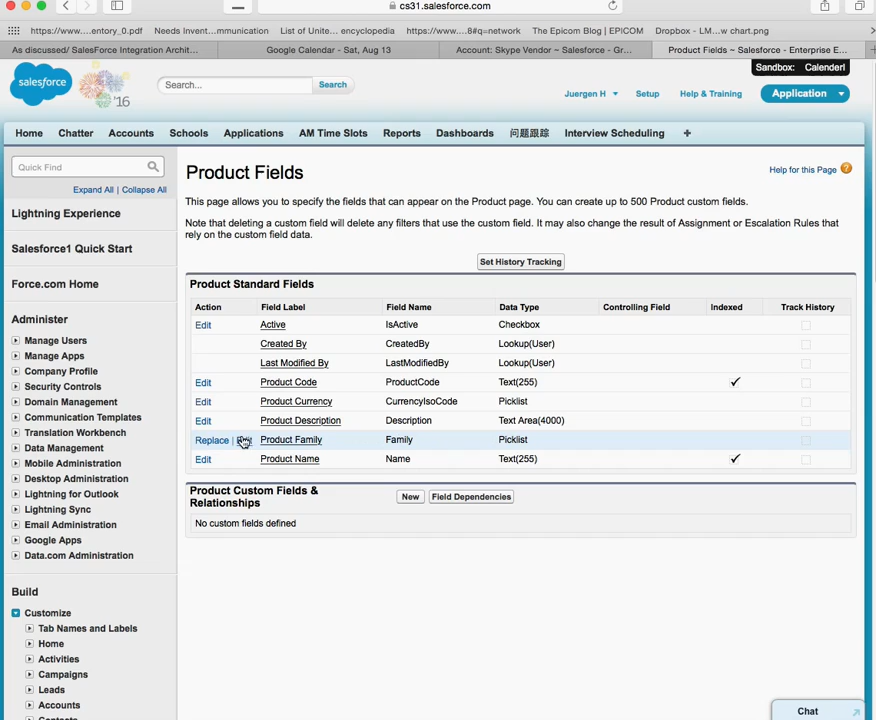 cs31.salesforce.com
https://www....entory_0.pdf Needs Invent...mmunication List of Unite... encyclopedia https://www....8#q=network The Epicom Blog | EPICOM Dropbox - LM...w chart.png
As discussed/ SalesForce Integration Archit... Google Calendar - Sat, Aug 13 Account: Skype Vendor ~ Salesforce - Gr... Product Fields ~ Salesforce - Enterprise E...
Sandbox: Calenderl
salesforce
'16
Search... Search
Juergen H Setup Help & Training Application
Home Chatter Accounts Schools Applications AM Time Slots Reports Dashboards 问题跟踪 Interview Scheduling +
Quick Find
Expand All | Collapse All
Lightning Experience
Salesforce1 Quick Start
Force.com Home
Administer
Manage Users
Manage Apps
Company Profile
Security Controls
Domain Management
Communication Templates
Translation Workbench
Data Management
Mobile Administration
Desktop Administration
Lightning for Outlook
Lightning Sync
Email Administration
Google Apps
Data.com Administration
Build
Customize
Tab Names and Labels
Home
Activities
Campaigns
Leads
Accounts
Contacts
Product Fields
Help for this Page ?
This page allows you to specify the fields that can appear on the Product page. You can create up to 500 Product custom fields.
Note that deleting a custom field will delete any filters that use the custom field. It may also change the result of Assignment or Escalation Rules that
rely on the custom field data.
Set History Tracking
Product Standard Fields
Action Field Label Field Name Data Type Controlling Field Indexed Track History
Edit Active IsActive Checkbox
Created By CreatedBy Lookup(User)
Last Modified By LastModifiedBy Lookup(User)
Edit Product Code ProductCode Text(255)
Edit Product Currency CurrencyIsoCode Picklist
Edit Product Description Description Text Area(4000)
Replace | Product Family Family Picklist
Edit Product Name Name Text(255)
Product Custom Fields &
Relationships
New Field Dependencies
No custom fields defined
Chat